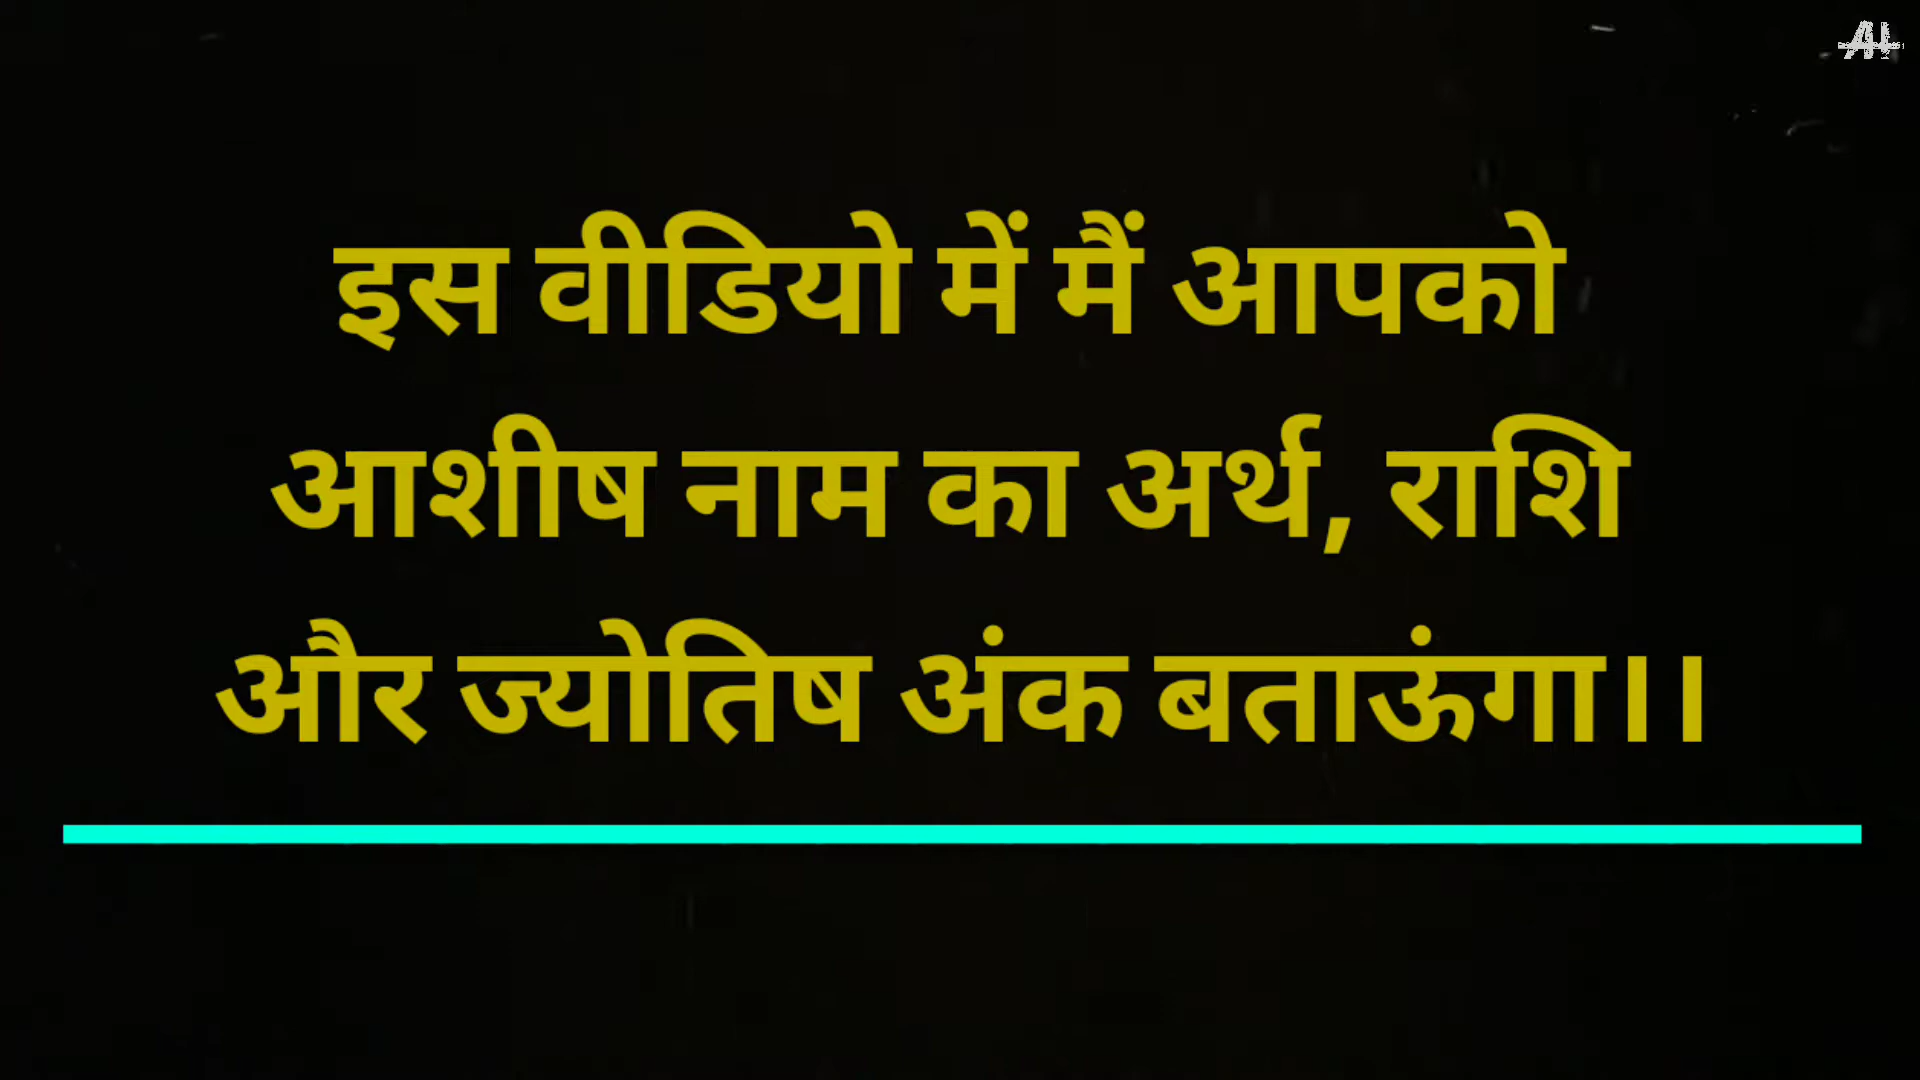 इस वीडियो में मैं आपको
आशीष नाम का अर्थ, राशि
और ज्योतिष अंक बताऊंगा।।